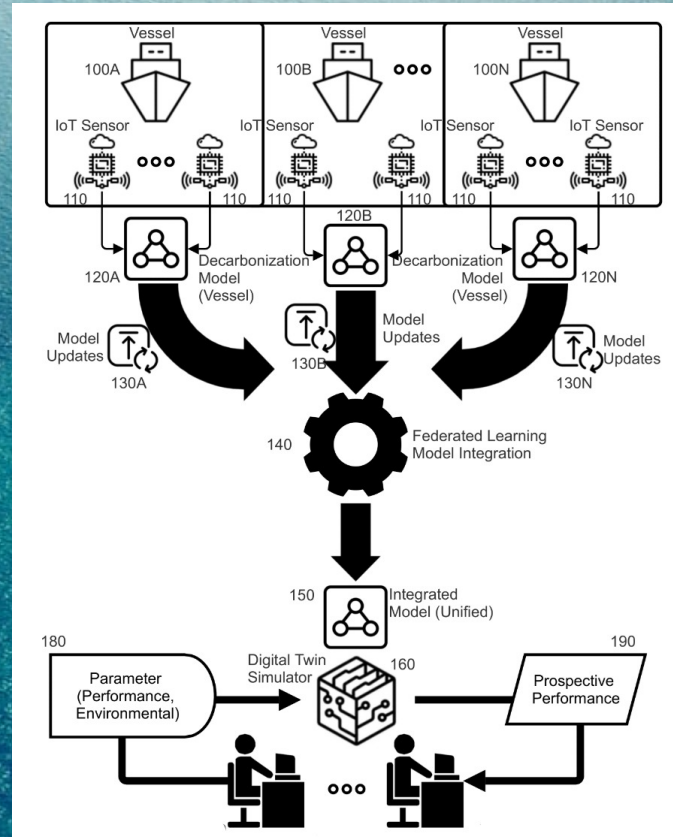 Vessel
Vessel
Vessel
100A
100B
100N
IoT Sensor
IoT Sensor
IoT Sensor
IoT Sensor
110
110
110
110
110
110
120B
Decarbonization
Model
(Vessel)
Decarbonization
Model
(Vessel)
120A
120N
Model
Updates
Model
Updates
Model
Updates
130A
130B
130N
140
Federated Learning
Model Integration
150
Integrated
Model (Unified)
180
190
Digital Twin
Simulator
160
Parameter
(Performance,
Environmental)
Prospective
Performance